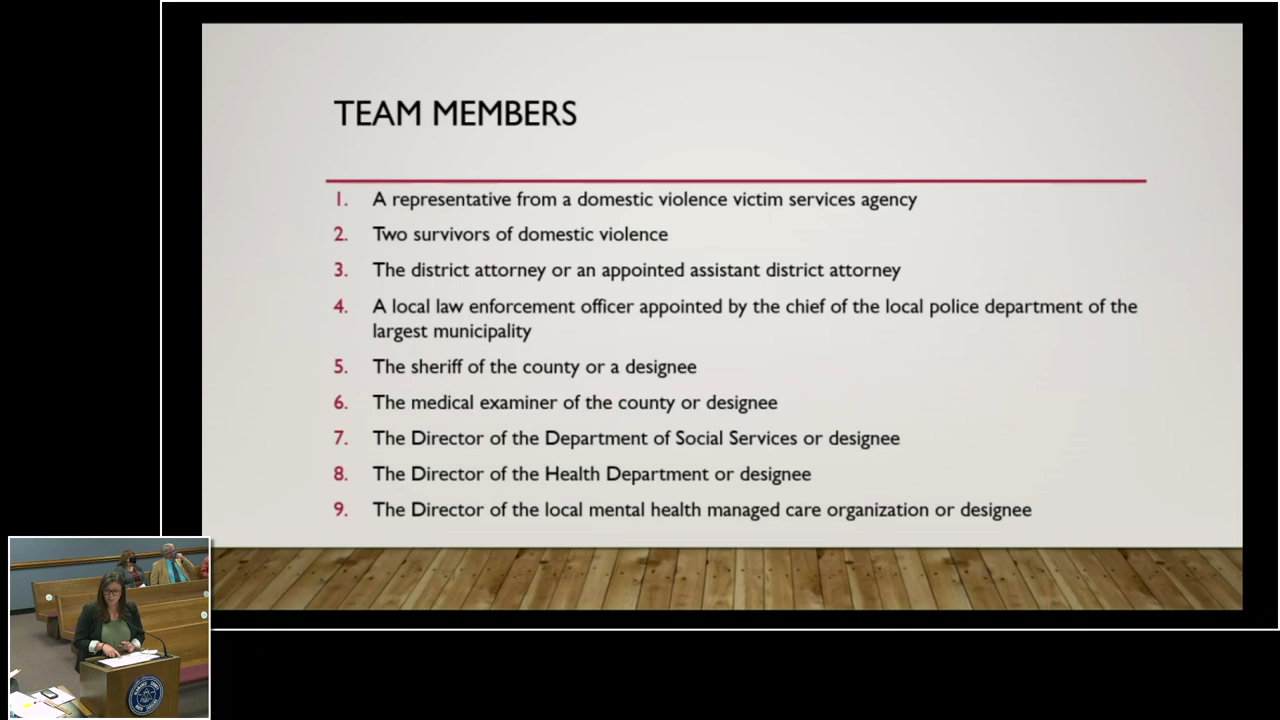 TEAM MEMBERS
1. A representative from a domestic violence victim services agency
2. Two survivors of domestic violence
3. The district attorney or an appointed assistant district attorney
4. A local law enforcement officer appointed by the chief of the local police department of the
largest municipality
5. The sheriff of the county or a designee
6. The medical examiner of the county or designee
7. The Director of the Department of Social Services or designee
8. The Director of the Health Department or designee
9. The Director of the local mental health managed care organization or designee